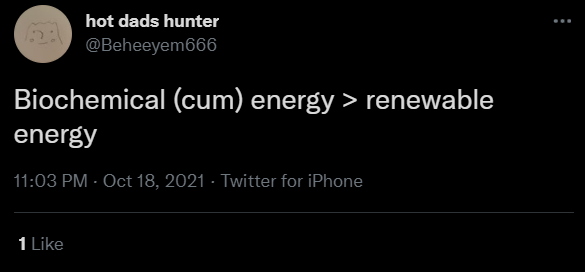 hot dads hunter
@Beheeyem666
Biochemical (cum) energy > renewable
energy
11:03 PM · Oct 18, 2021 · Twitter for iPhone
1 Like